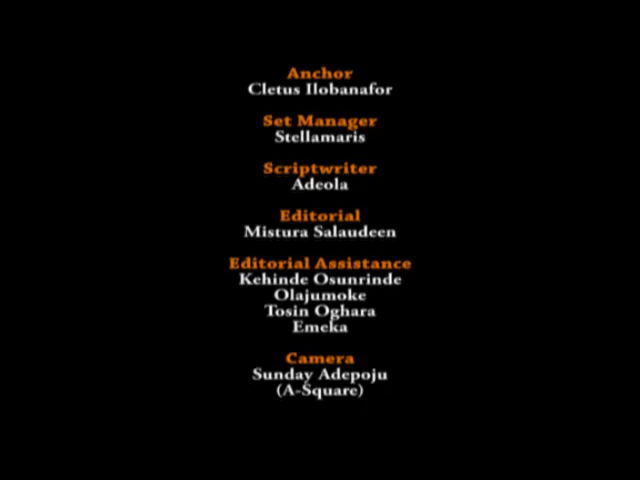 Anchor
Cletus Ilobanafor
Set Manager
Stellamaris
Scriptwriter
Adeola
Editorial
Mistura Salaudeen
Editorial Assistance
Kehinde Osunrinde
Olajumoke
Tosin Oghara
Emeka
Camera
Sunday Adepoju
(A-Square)